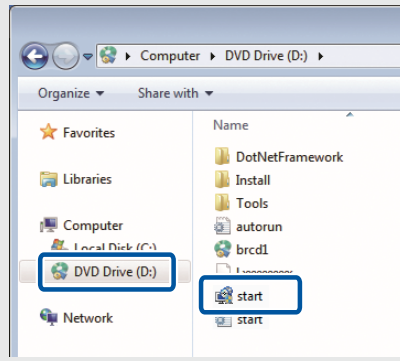 Computer ▸ DVD Drive (D:) ▸
Organize ▾ Share with ▾
Favorites
Libraries
Computer
Local Disk (C:)
DVD Drive (D:)
Network
Name
DotNetFramework
Install
Tools
autorun
brcd1
start
start